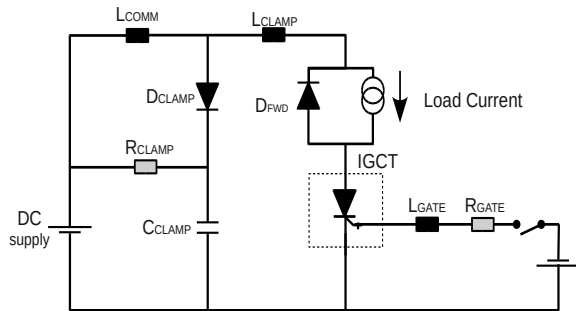 LCOMM
LCLAMP
DCLAMP
DFWD
Load Current
RCLAMP
IGCT
DC
supply
CCLAMP
LGATE
RGATE